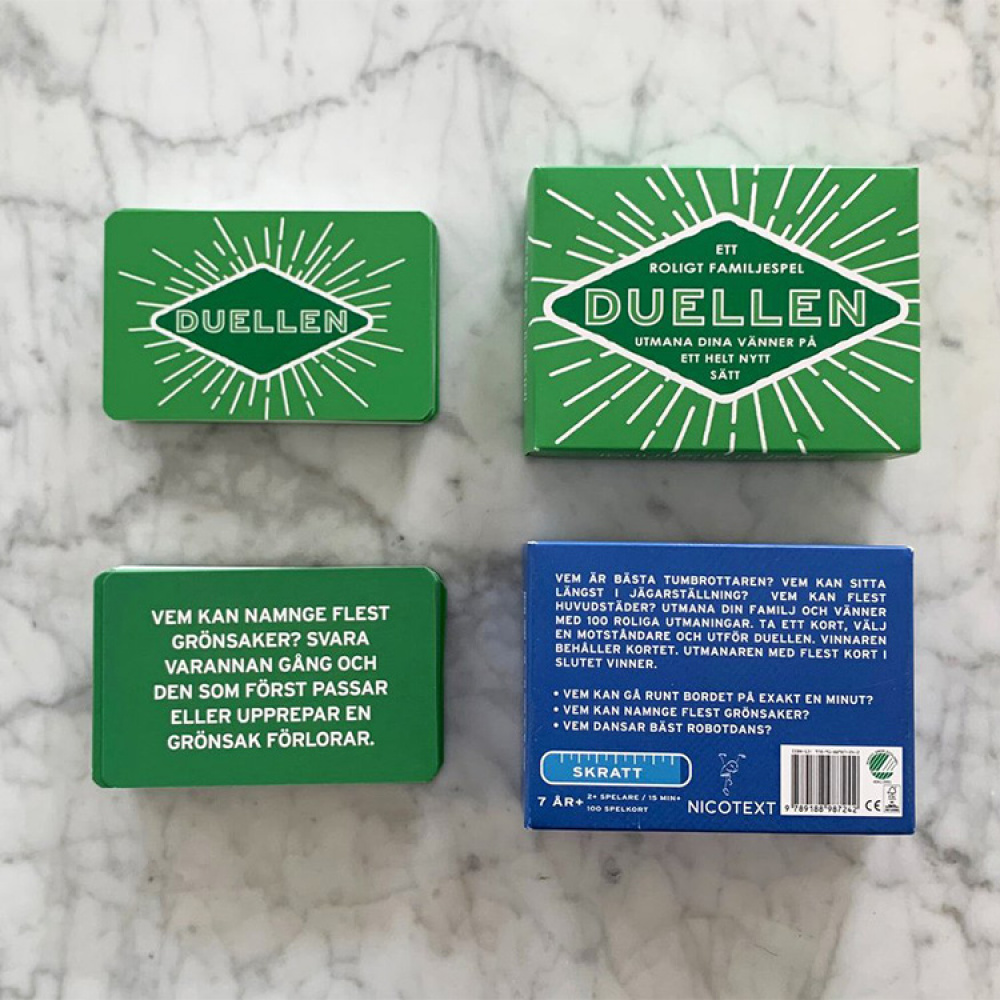 DUELLEN
ETT
ROLIGT FAMILJESPEL
DUELLEN
UTMANA DINA VÄNNER PÅ
ETT HELT NYTT
SÄTT
VEM KAN NAMNGE FLEST
GRÖNSAKER? SVARA
VARANNAN GÅNG OCH
DEN SOM FÖRST PASSAR
ELLER UPPREPAR EN
GRÖNSAK FÖRLORAR.
VEM ÄR BÄSTA TUMBROTTAREN? VEM KAN SITTA
LÄNGST I JÄGARSTÄLLNING? VEM KAN FLEST
HUVUDSTÄDER? UTMANA DIN FAMILJ OCH VÄNNER
MED 100 ROLIGA UTMANINGAR. TA ETT KORT, VÄLJ
EN MOTSTÅNDARE OCH UTFÖR DUELLEN. VINNAREN
BEHÅLLER KORTET. UTMANAREN MED FLEST KORT I
SLUTET VINNER.
• VEM KAN GÅ RUNT BORDET PÅ EXAKT EN MINUT?
• VEM KAN NAMNGE FLEST GRÖNSAKER?
• VEM DANSAR BÄST ROBOTDANS?
SKRATT
7 ÅR+ 2+ SPELARE / 15 MIN+
100 SPELKORT
NICOTEXT
9 789186 987242
CE